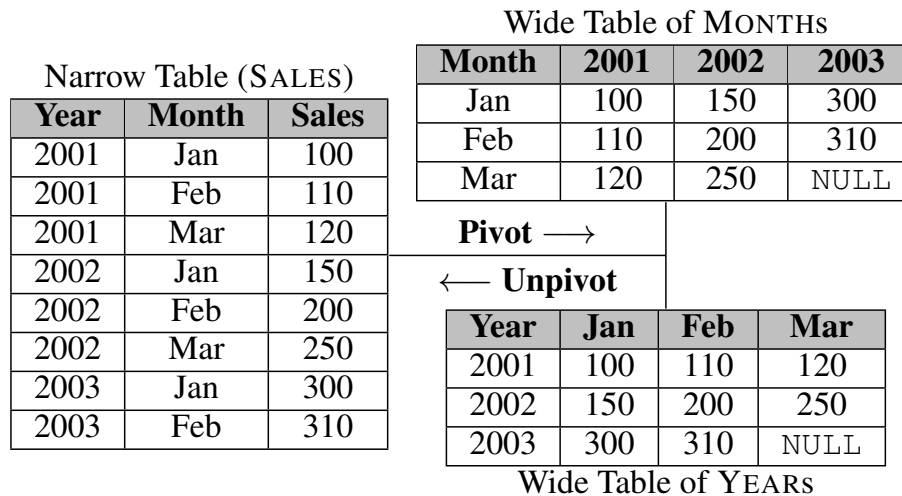 Narrow Table (SALES)
Year Month Sales
2001 Jan 100
2001 Feb 110
2001 Mar 120
2002 Jan 150
2002 Feb 200
2002 Mar 250
2003 Jan 300
2003 Feb 310
Wide Table of MONTHS
Month 2001 2002 2003
Jan 100 150 300
Feb 110 200 310
Mar 120 250 NULL
Pivot ⟶
⟵ Unpivot
Year Jan Feb Mar
2001 100 110 120
2002 150 200 250
2003 300 310 NULL
Wide Table of YEARS